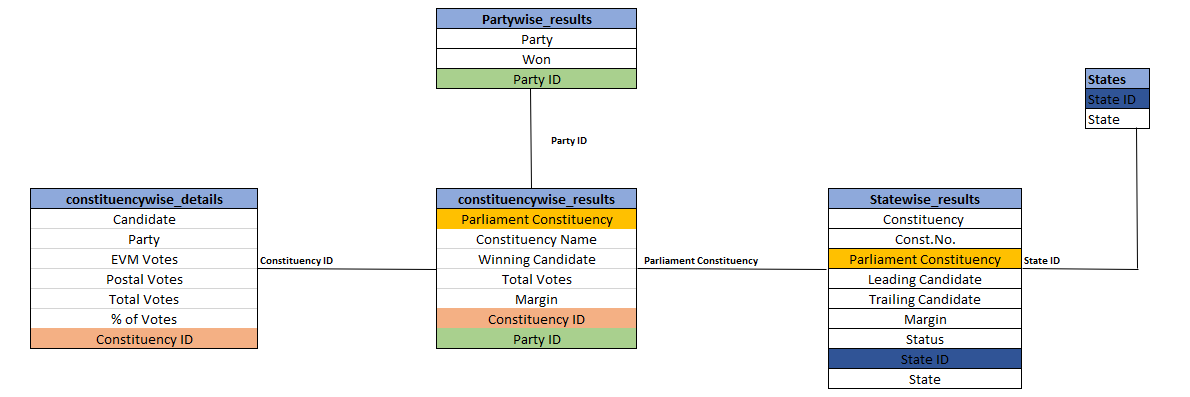 Partywise_results
Party
Won
Party ID
States
State ID
State
Party ID
constituencywise_details
Candidate
Party
EVM Votes
Postal Votes
Total Votes
% of Votes
Constituency ID
Constituency ID
constituencywise_results
Parliament Constituency
Constituency Name
Winning Candidate
Total Votes
Margin
Constituency ID
Party ID
Parliament Constituency
Statewise_results
Constituency
Const.No.
Parliament Constituency
Leading Candidate
Trailing Candidate
Margin
Status
State ID
State
State ID